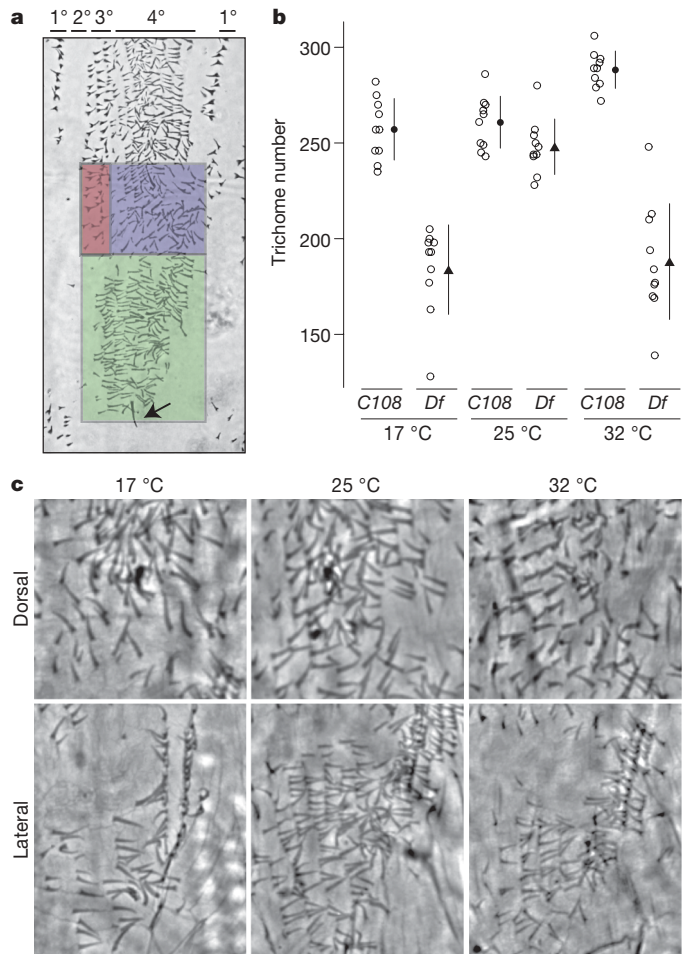 a
1° 2° 3° 4° 1°
b
300
250
200
150
Trichome number
C108 Df C108 Df C108 Df
17 °C 25 °C 32 °C
c
17 °C 25 °C 32 °C
Dorsal
Lateral